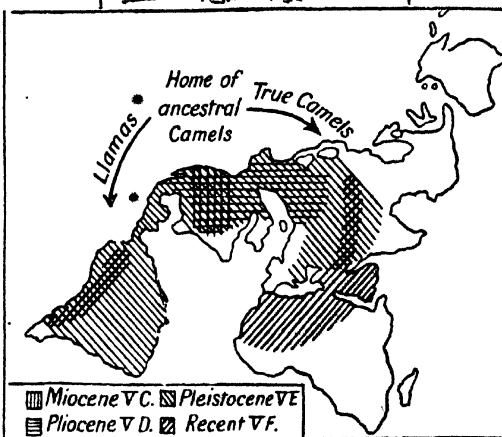 Home of
ancestral
Camels
True Camels
Llamas
Miocene ∇ C. Pleistocene ∇ E
Pliocene ∇ D. Recent ∇ F.